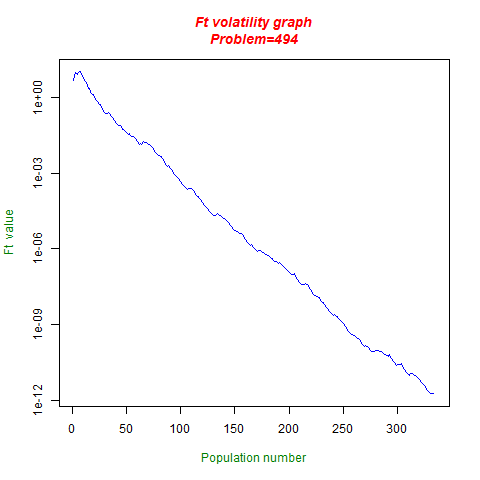 Ft volatility graph
Problem=494
Ft value
1e+00
1e-03
1e-06
1e-09
1e-12
0 50 100 150 200 250 300
Population number